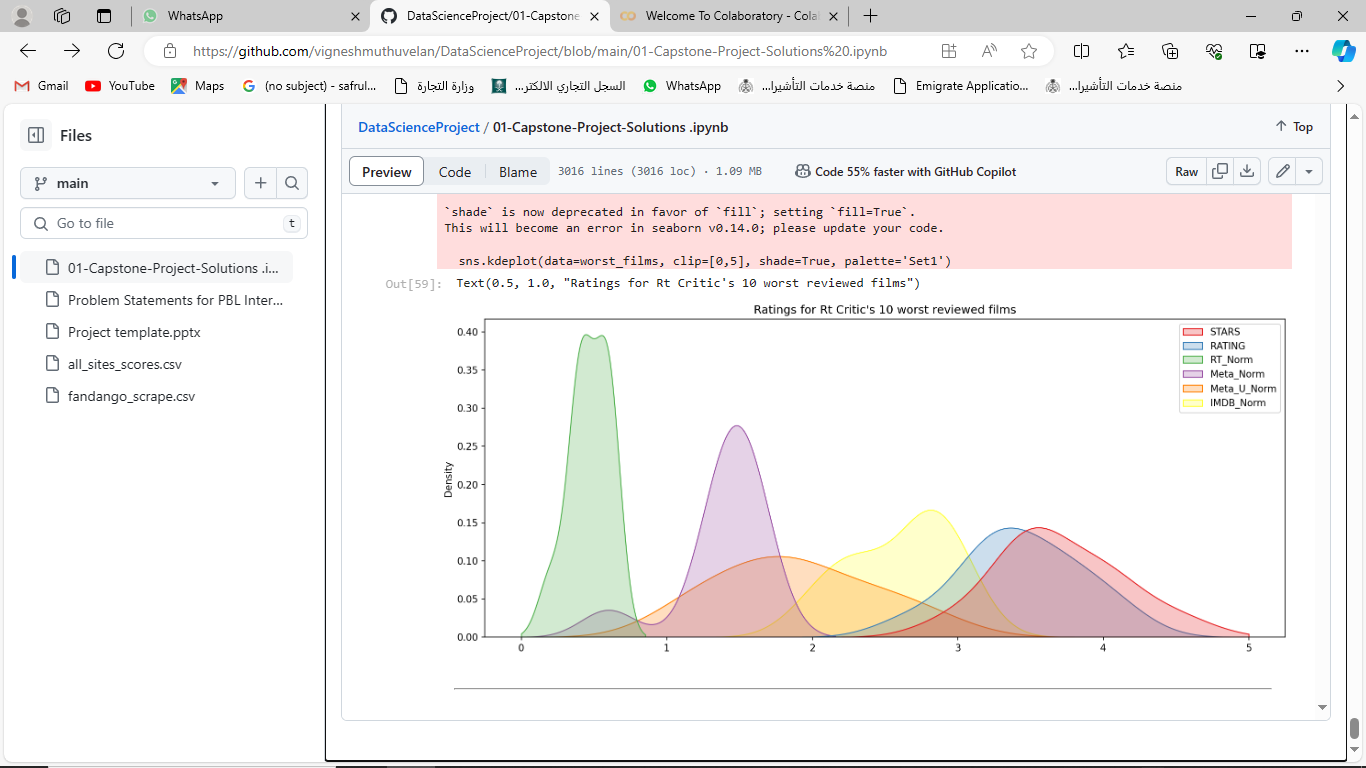 WhatsApp
DataScienceProject/01-Capstone-
Welcome To Colaboratory - Cola
https://github.com/vigneshmuthuvelan/DataScienceProject/blob/main/01-Capstone-Project-Solutions%20.ipynb
Gmail
YouTube
Maps
(no subject) - safrul...
وزارة التجارة
السجل التجاري الالكتر...
WhatsApp
منصة خدمات التأشيرا...
Emigrate Applicatio...
منصة خدمات التأشيرا...
Files
main
Go to file
t
01-Capstone-Project-Solutions .i...
Problem Statements for PBL Inter...
Project template.pptx
all_sites_scores.csv
fandango_scrape.csv
DataScienceProject / 01-Capstone-Project-Solutions .ipynb
Top
Preview
Code
Blame
3016 lines (3016 loc) · 1.09 MB
Code 55% faster with GitHub Copilot
Raw
`shade` is now deprecated in favor of `fill`; setting `fill=True`.
This will become an error in seaborn v0.14.0; please update your code.
sns.kdeplot(data=worst_films, clip=[0,5], shade=True, palette='Set1')
Out[59]: Text(0.5, 1.0, "Ratings for Rt Critic's 10 worst reviewed films")
Ratings for Rt Critic's 10 worst reviewed films
STARS
RATING
RT_Norm
Meta_Norm
Meta_U_Norm
IMDB_Norm
Density
0.40
0.35
0.30
0.25
0.20
0.15
0.10
0.05
0.00
0 1 2 3 4 5